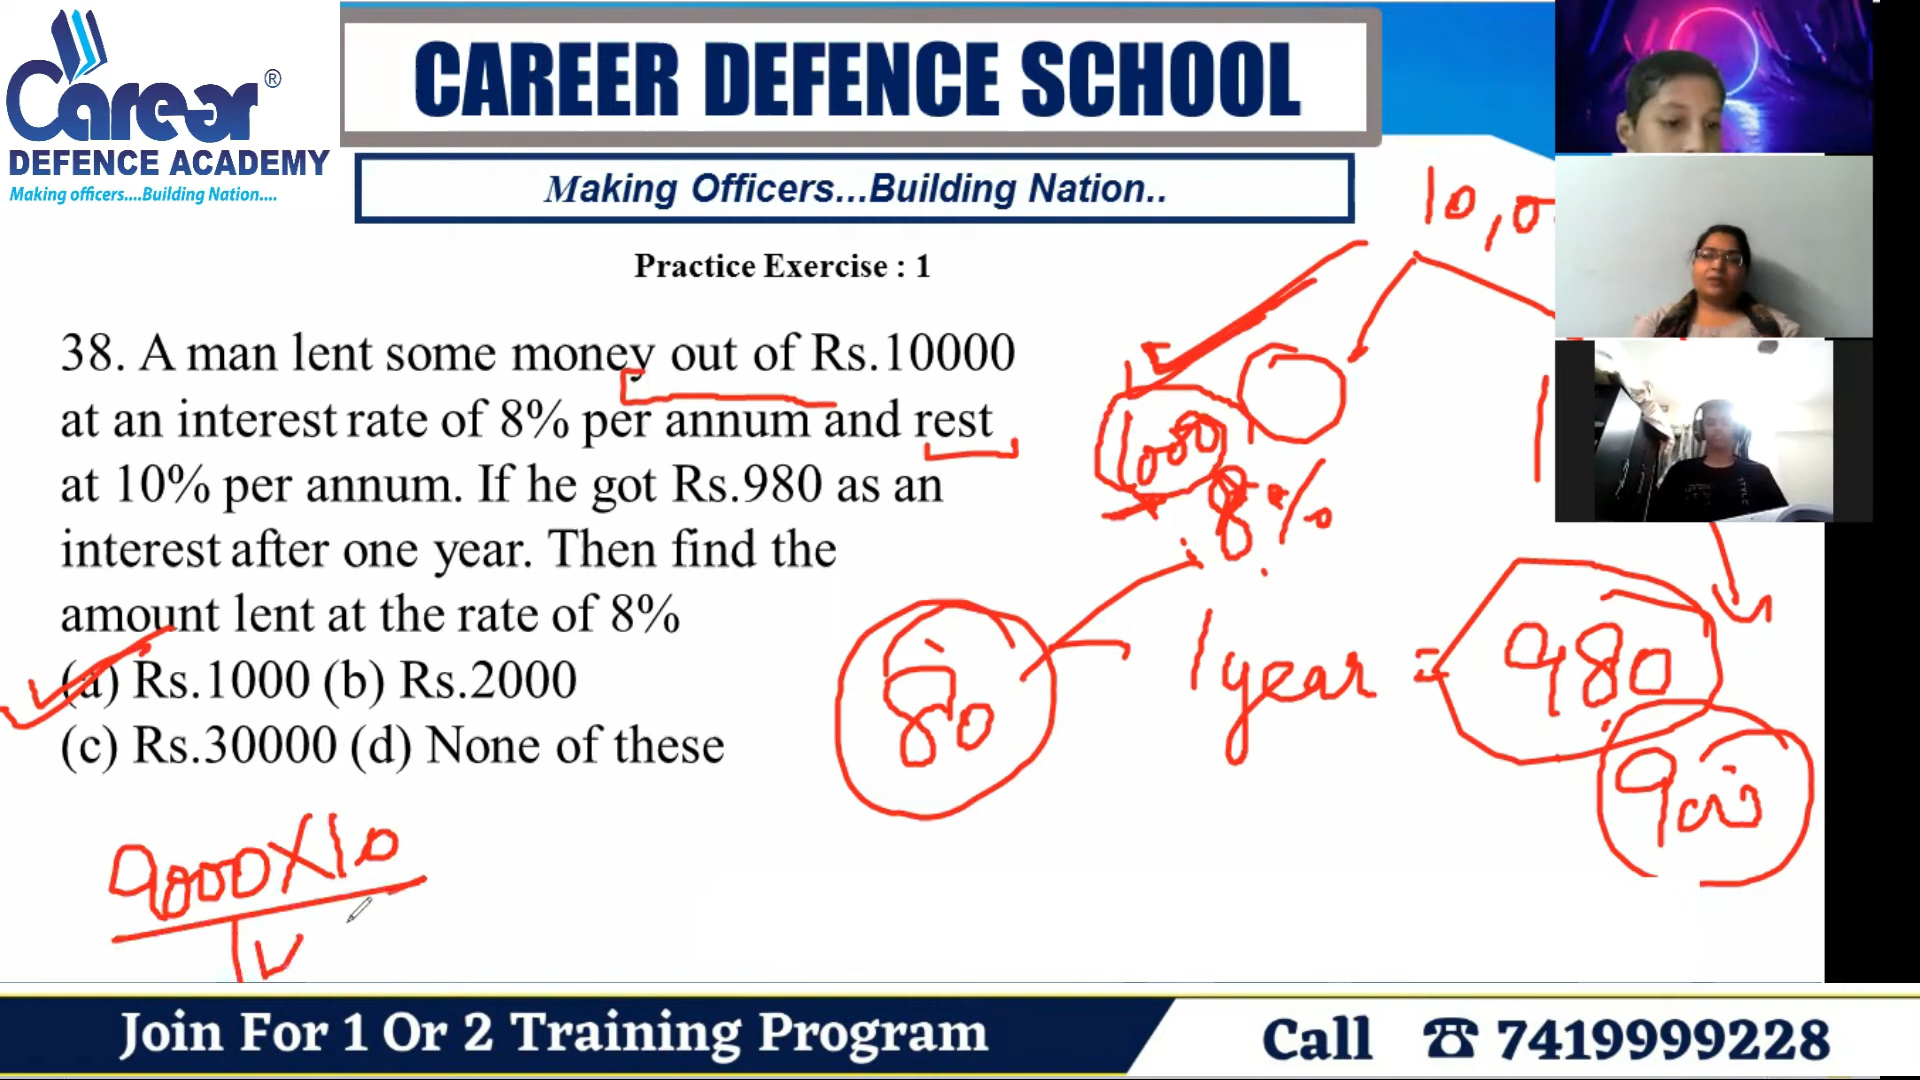 Career®
DEFENCE ACADEMY
Making officers....Building Nation....
CAREER DEFENCE SCHOOL
Making Officers...Building Nation..
Practice Exercise : 1
38. A man lent some money out of Rs.10000
at an interest rate of 8% per annum and rest
at 10% per annum. If he got Rs.980 as an
interest after one year. Then find the
amount lent at the rate of 8%
(a) Rs.1000 (b) Rs.2000
(c) Rs.30000 (d) None of these
10,0
1000
8%
80
1 year = 980
900
9000×10
Join For 1 Or 2 Training Program
Call ☎ 7419999228